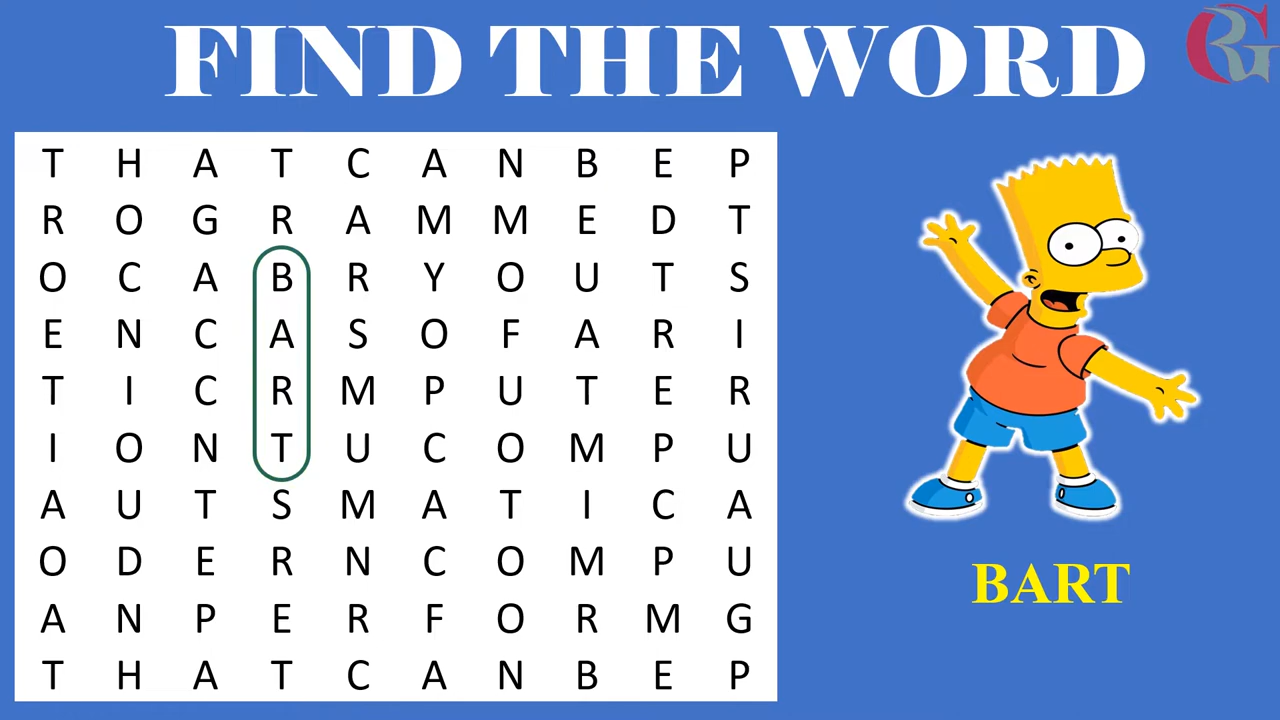 FIND THE WORD
T H A T C A N B E P
R O G R A M M E D T
O C A B R Y O U T S
E N C A S O F A R I
T I C R M P U T E R
I O N T U C O M P U
A U T S M A T I C A
O D E R N C O M P U
A N P E R F O R M G
T H A T C A N B E P
BART